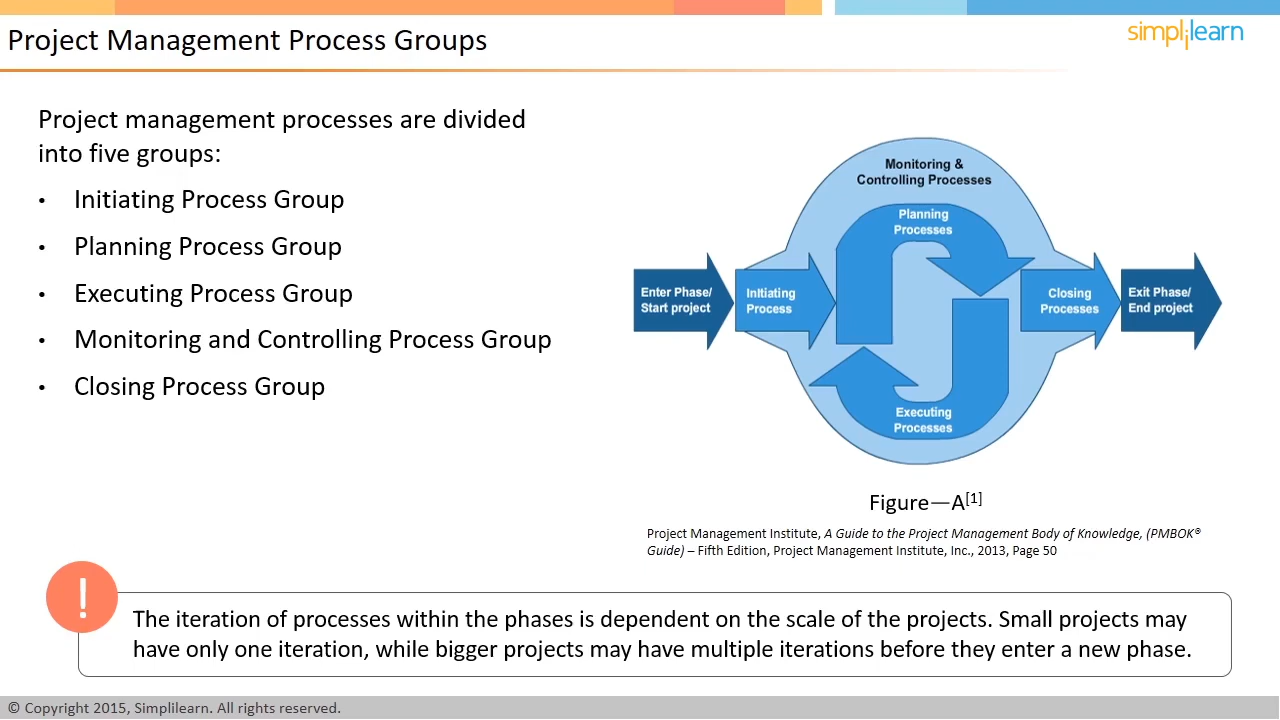 Project Management Process Groups
simplilearn
Project management processes are divided
into five groups:
• Initiating Process Group
• Planning Process Group
• Executing Process Group
• Monitoring and Controlling Process Group
• Closing Process Group
Monitoring &
Controlling Processes
Planning
Processes
Enter Phase/
Start project
Initiating
Process
Closing
Processes
Exit Phase/
End project
Executing
Processes
Figure—A[1]
Project Management Institute, A Guide to the Project Management Body of Knowledge, (PMBOK®
Guide) – Fifth Edition, Project Management Institute, Inc., 2013, Page 50
!
The iteration of processes within the phases is dependent on the scale of the projects. Small projects may
have only one iteration, while bigger projects may have multiple iterations before they enter a new phase.
© Copyright 2015, Simplilearn. All rights reserved.